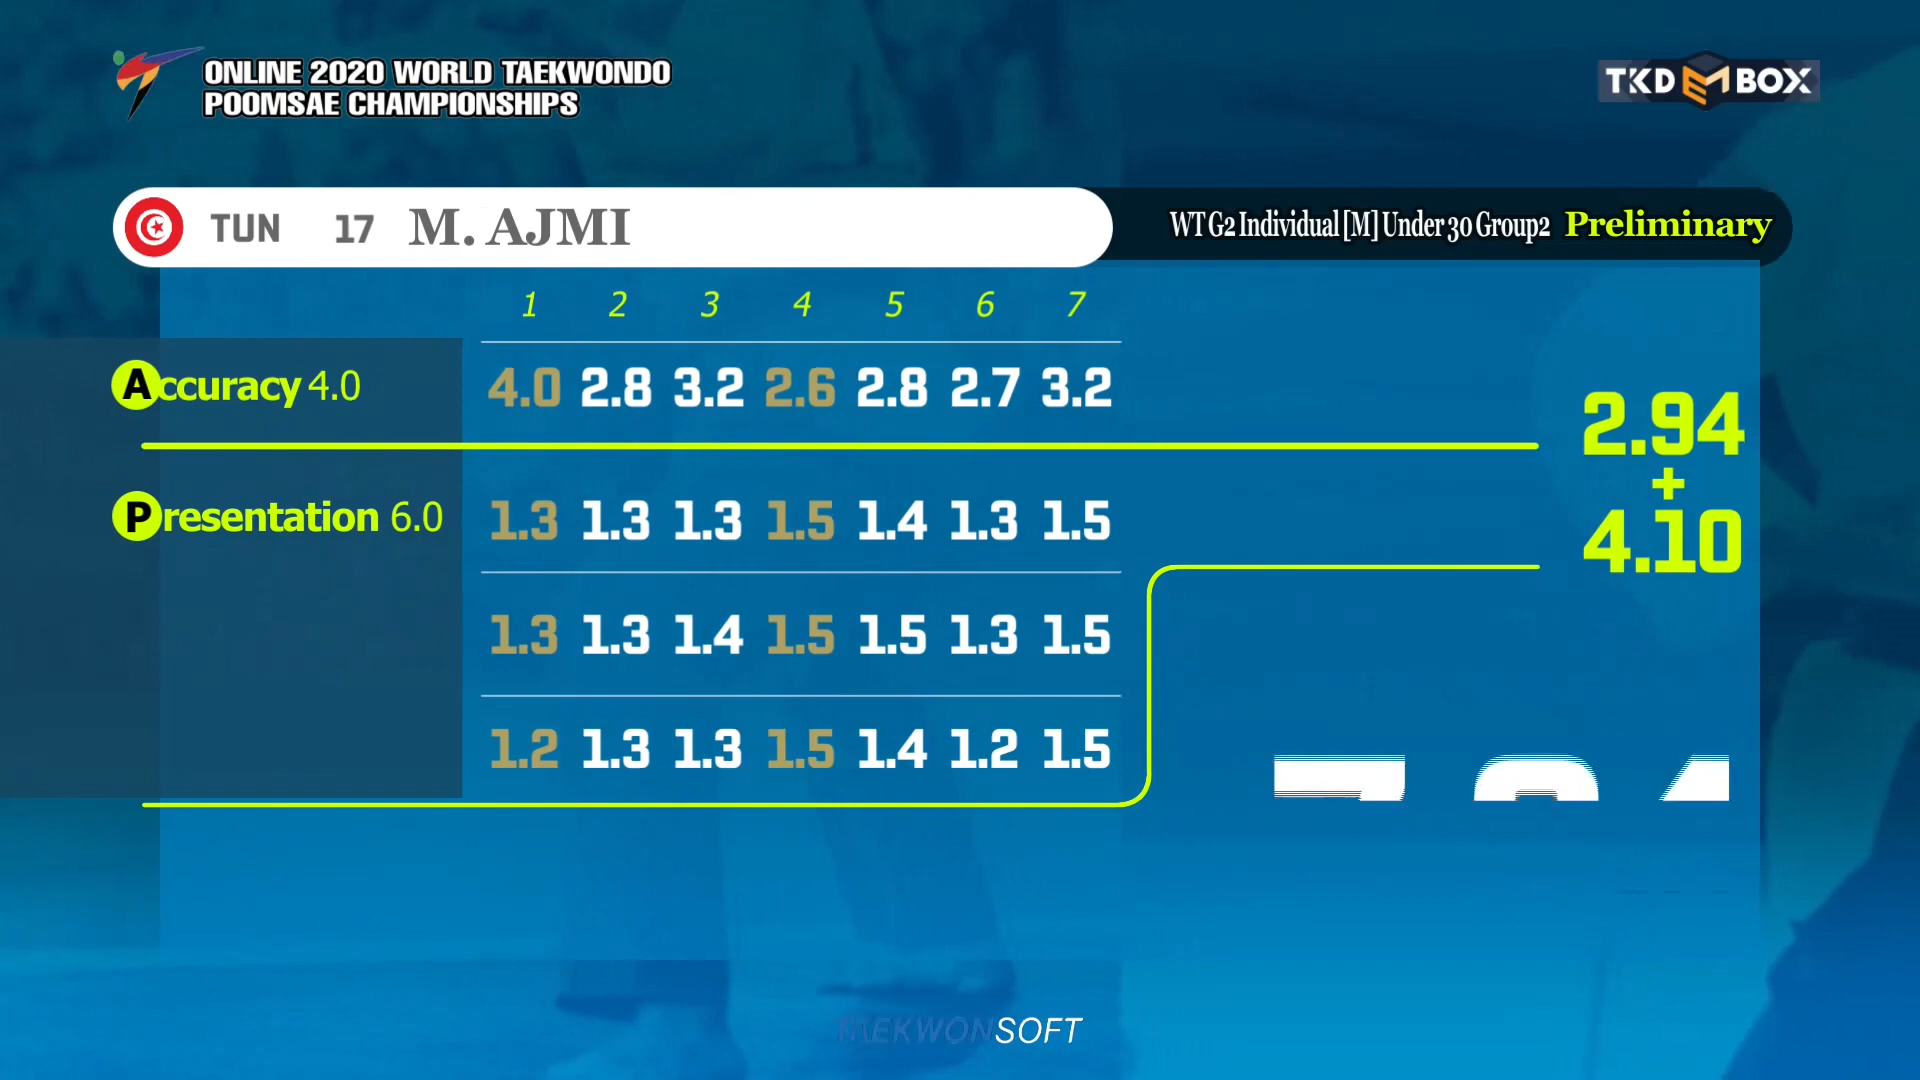 ONLINE 2020 WORLD TAEKWONDO
POOMSAE CHAMPIONSHIPS
TKD BOX
TUN 17 M. AJMI
WT G2 Individual [M] Under 30 Group2 Preliminary
1 2 3 4 5 6 7
Accuracy 4.0
4.0 2.8 3.2 2.6 2.8 2.7 3.2
2.94
+
4.10
Presentation 6.0
1.3 1.3 1.3 1.5 1.4 1.3 1.5
1.3 1.3 1.4 1.5 1.5 1.3 1.5
1.2 1.3 1.3 1.5 1.4 1.2 1.5
TAEKWONSOFT